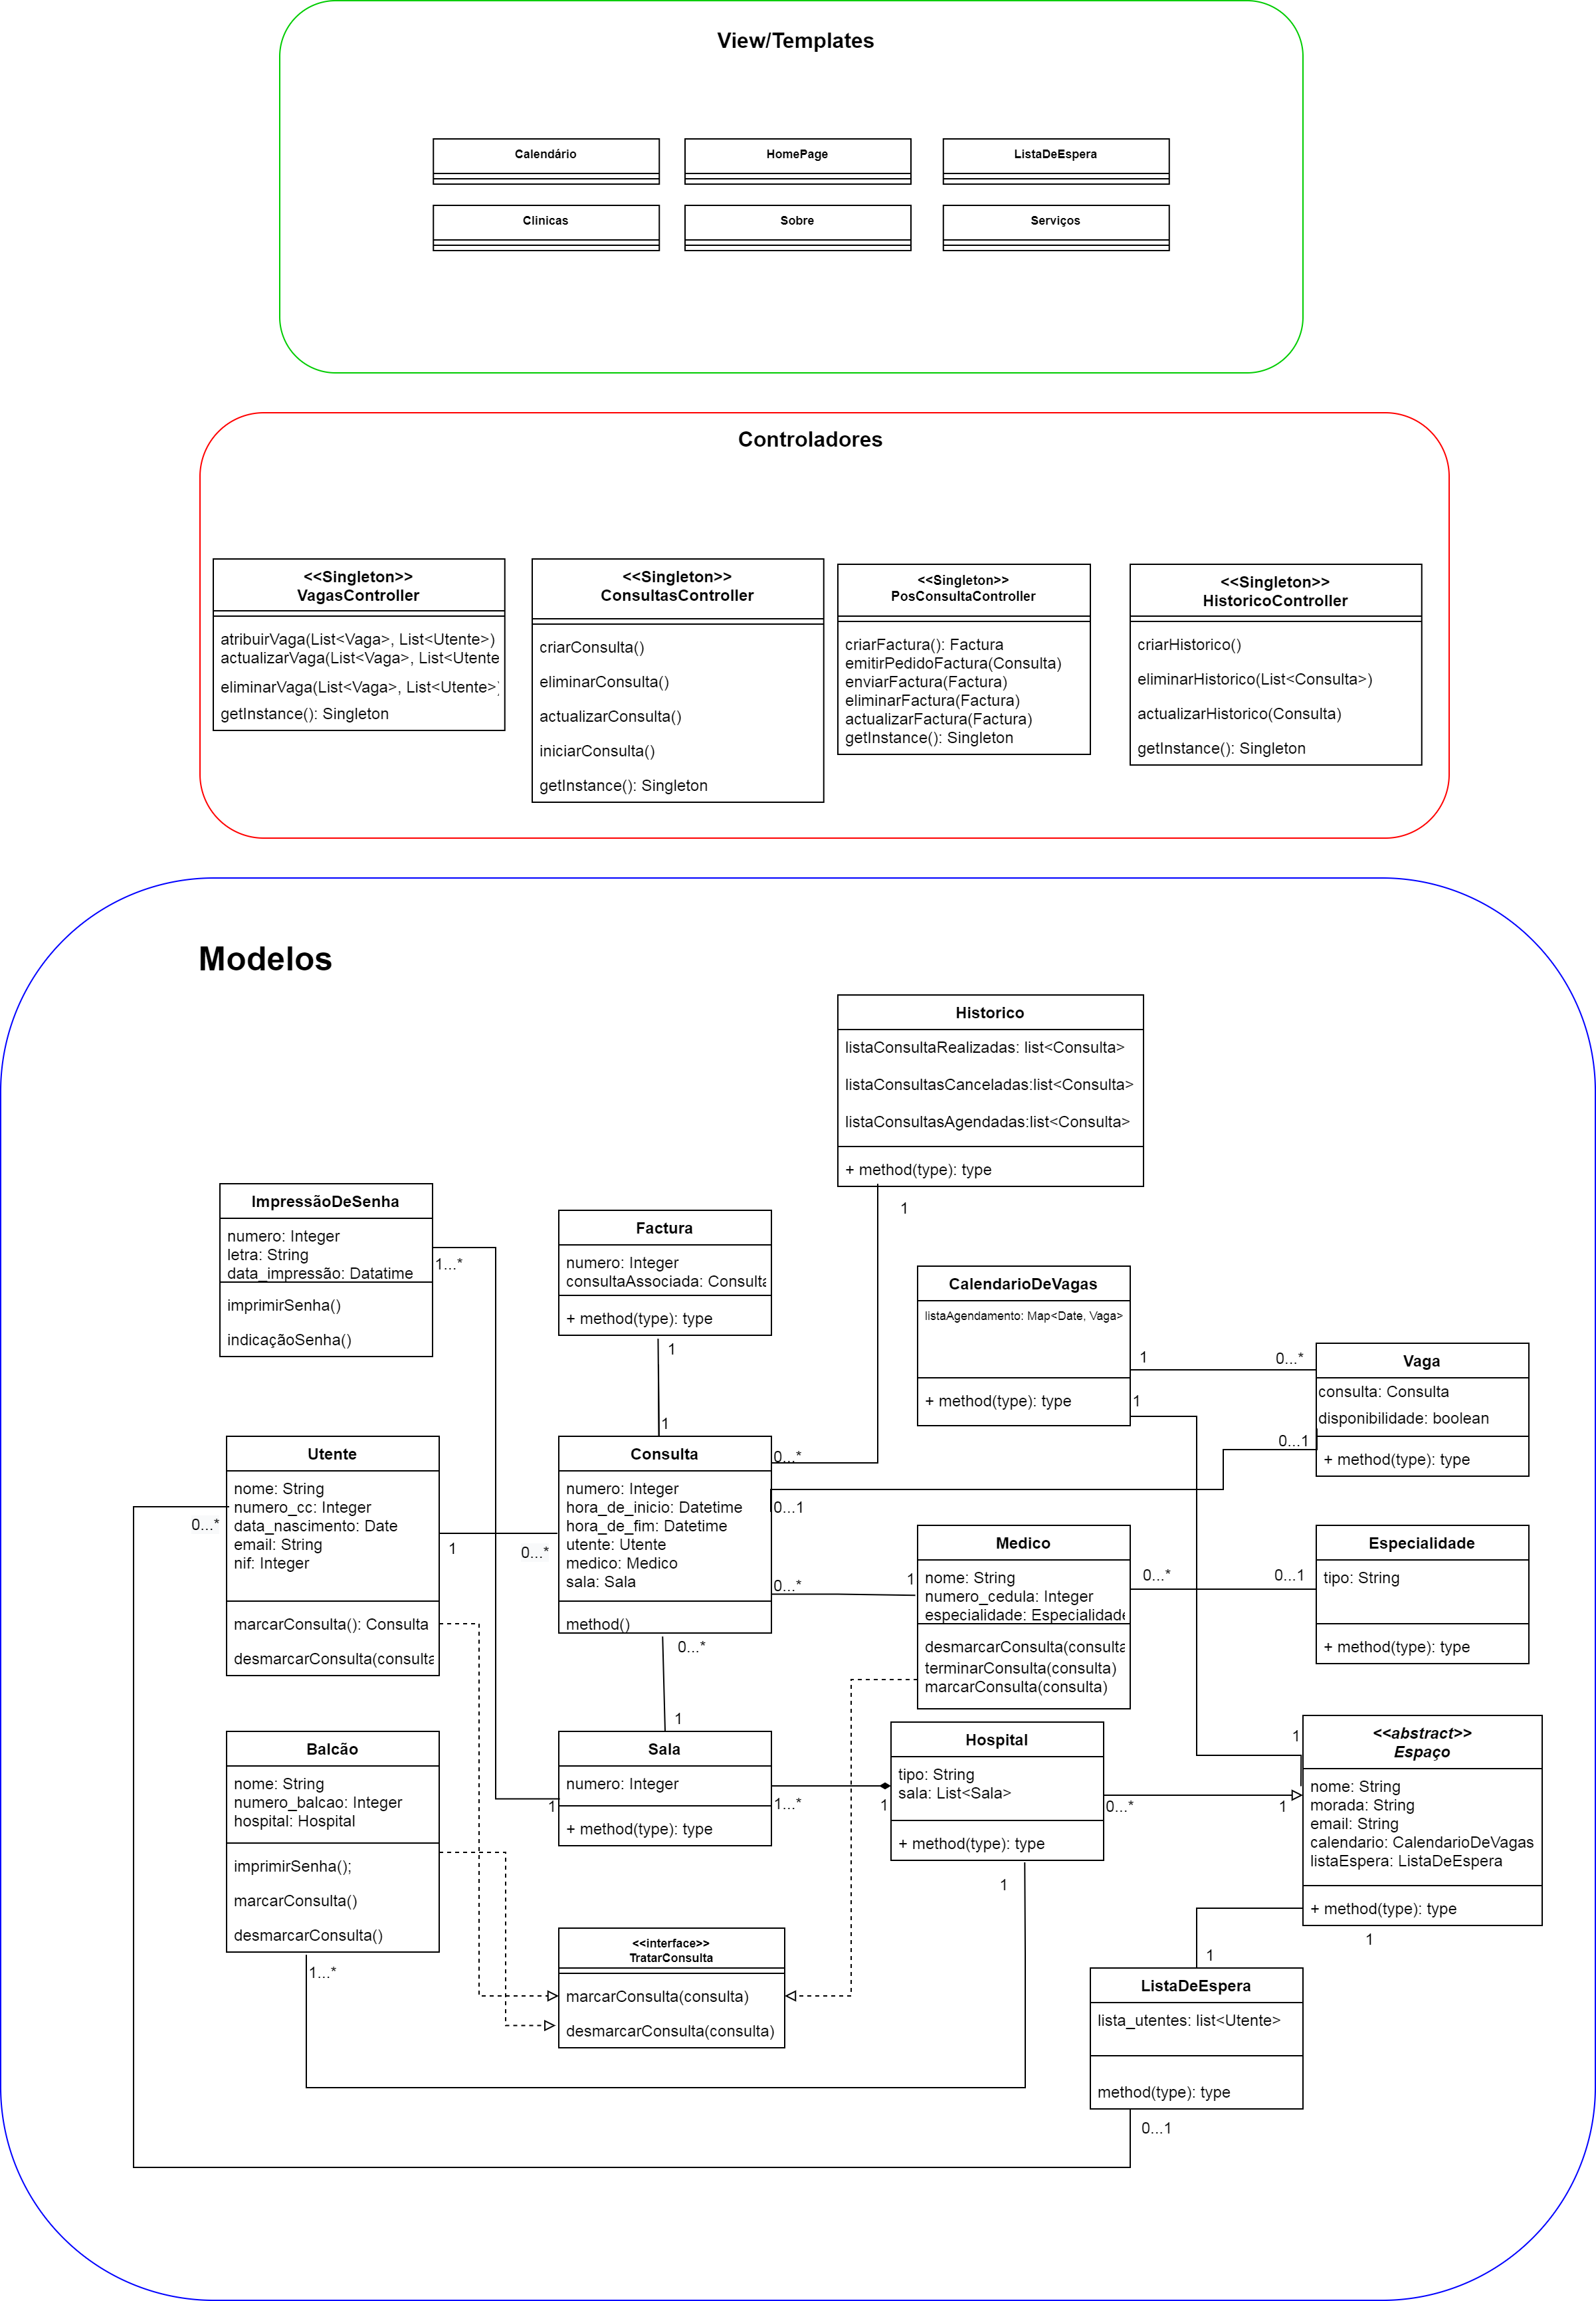 View/Templates
Calendário
HomePage
ListaDeEspera
Clinicas
Sobre
Serviços
Controladores
<<Singleton>>
VagasController
atribuirVaga(List<Vaga>, List<Utente>)
actualizarVaga(List<Vaga>, List<Utente
eliminarVaga(List<Vaga>, List<Utente>)
getInstance(): Singleton
<<Singleton>>
ConsultasController
criarConsulta()
eliminarConsulta()
actualizarConsulta()
iniciarConsulta()
getInstance(): Singleton
<<Singleton>>
PosConsultaController
criarFactura(): Factura
emitirPedidoFactura(Consulta)
enviarFactura(Factura)
eliminarFactura(Factura)
actualizarFactura(Factura)
getInstance(): Singleton
<<Singleton>>
HistoricoController
criarHistorico()
eliminarHistorico(List<Consulta>)
actualizarHistorico(Consulta)
getInstance(): Singleton
Modelos
Historico
listaConsultaRealizadas: list<Consulta>
listaConsultasCanceladas:list<Consulta>
listaConsultasAgendadas:list<Consulta>
+ method(type): type
1
ImpressãoDeSenha
numero: Integer
letra: String
data_impressão: Datatime
imprimirSenha()
indicaçãoSenha()
1...*
Factura
numero: Integer
consultaAssociada: Consulta
+ method(type): type
1
1
CalendarioDeVagas
listaAgendamento: Map<Date, Vaga>
+ method(type): type
1
0...*
1
Vaga
consulta: Consulta
disponibilidade: boolean
+ method(type): type
0...1
Utente
nome: String
numero_cc: Integer
data_nascimento: Date
email: String
nif: Integer
marcarConsulta(): Consulta
desmarcarConsulta(consulta
0...*
1
0...*
Consulta
numero: Integer
hora_de_inicio: Datetime
hora_de_fim: Datetime
utente: Utente
medico: Medico
sala: Sala
method()
0...*
0...1
0...*
1
0...*
1
Medico
nome: String
numero_cedula: Integer
especialidade: Especialidade
desmarcarConsulta(consulta
terminarConsulta(consulta)
marcarConsulta(consulta)
0...*
0...1
Especialidade
tipo: String
+ method(type): type
Balcão
nome: String
numero_balcao: Integer
hospital: Hospital
imprimirSenha();
marcarConsulta()
desmarcarConsulta()
1...*
Sala
numero: Integer
+ method(type): type
1
1...*
1
Hospital
tipo: String
sala: List<Sala>
+ method(type): type
0...*
1
1
1
<<abstract>>
Espaço
nome: String
morada: String
email: String
calendario: CalendarioDeVagas
listaEspera: ListaDeEspera
+ method(type): type
1
1
<<interface>>
TratarConsulta
marcarConsulta(consulta)
desmarcarConsulta(consulta)
ListaDeEspera
lista_utentes: list<Utente>
method(type): type
0...1